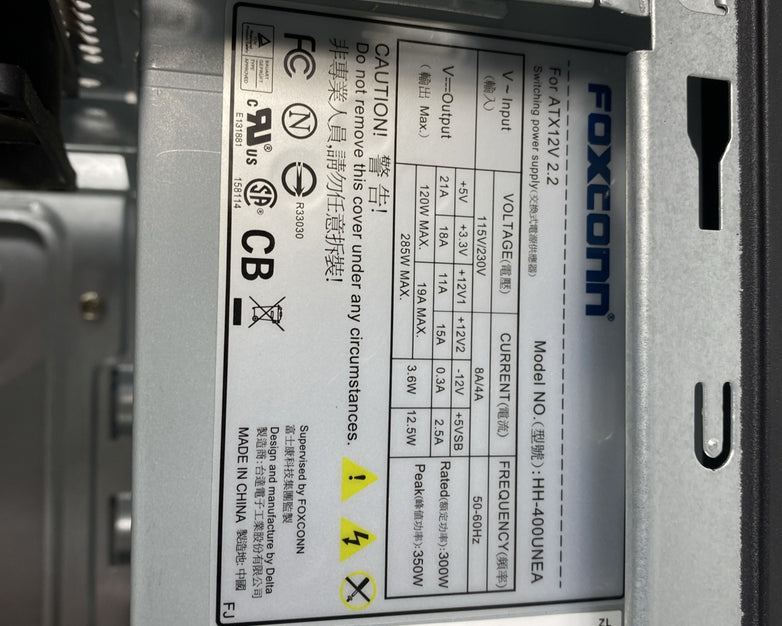 FOXCONN®
For ATX12V 2.2
Model NO.(型號):HH-400UNEA
Switching power supply(交換式電源供應器)
V ~ Input (輸入) VOLTAGE(電壓) CURRENT(電流) FREQUENCY(頻率)
115V/230V 8A/4A 50-60Hz
V⎓Output (輸出 Max.) +5V +3.3V +12V1 +12V2 -12V +5VSB Rated(額定功率):300W
21A 18A 11A 15A 0.3A 2.5A Peak(峰值功率):350W
120W MAX. 19A MAX. 3.6W 12.5W
285W MAX.
CAUTION! 警 告!
Do not remove this cover under any circumstances.
非專業人員,請勿任意拆裝!
FC N R33030
c UL ® US SA ® CB
E131881 158114
Supervised by FOXCONN
富士康科技集團監製
Design and manufacture by Delta
製造商:台達電子工業股份有限公司
MADE IN CHINA 製造地:中國
FJ
ZL